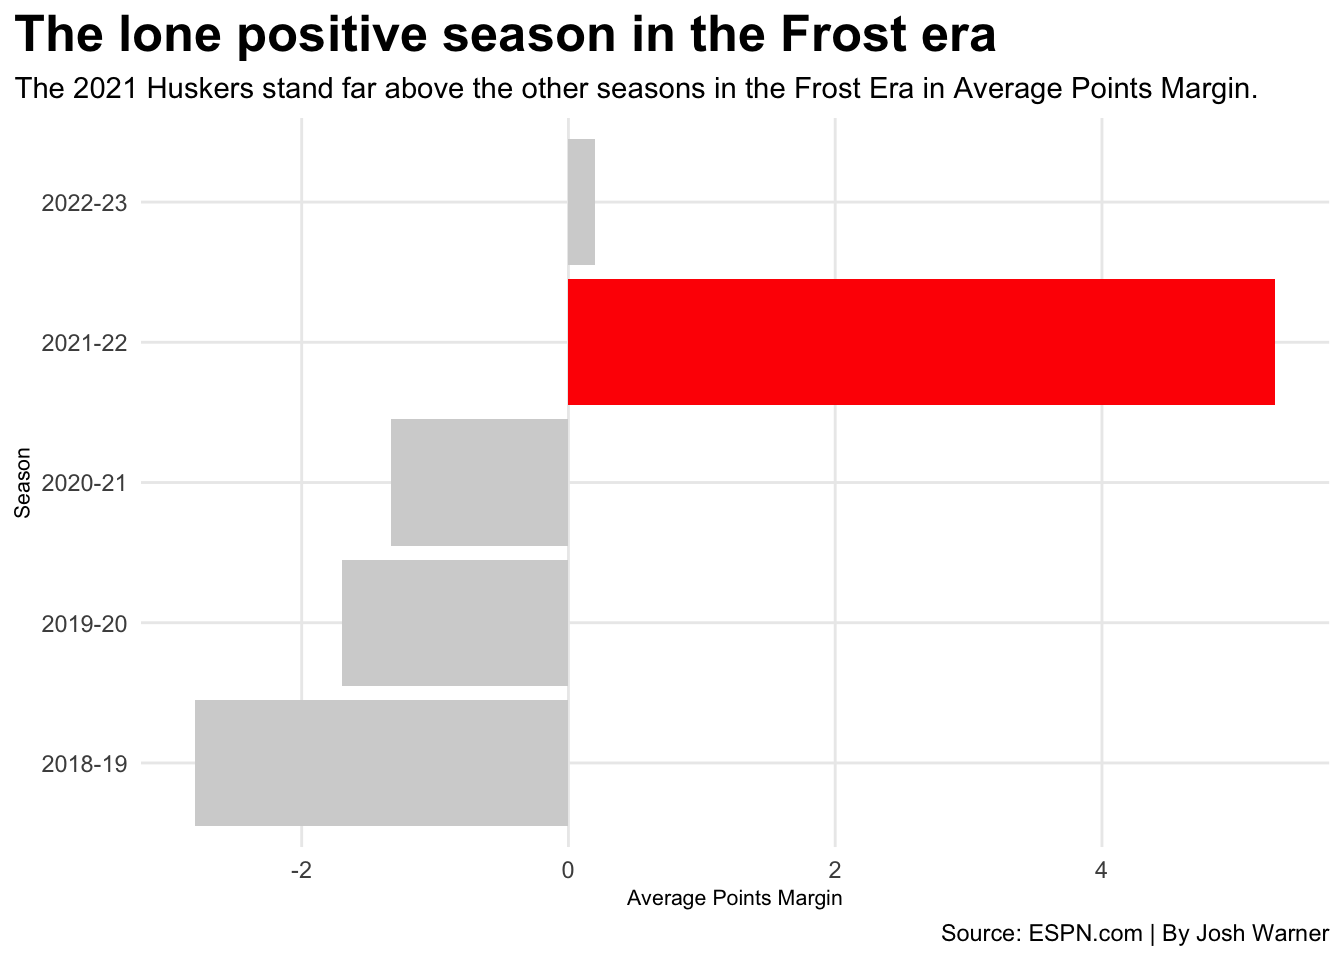 The lone positive season in the Frost era
The 2021 Huskers stand far above the other seasons in the Frost Era in Average Points Margin.
2022-23
2021-22
2020-21
2019-20
2018-19
Season
-2 0 2 4
Average Points Margin
Source: ESPN.com | By Josh Warner